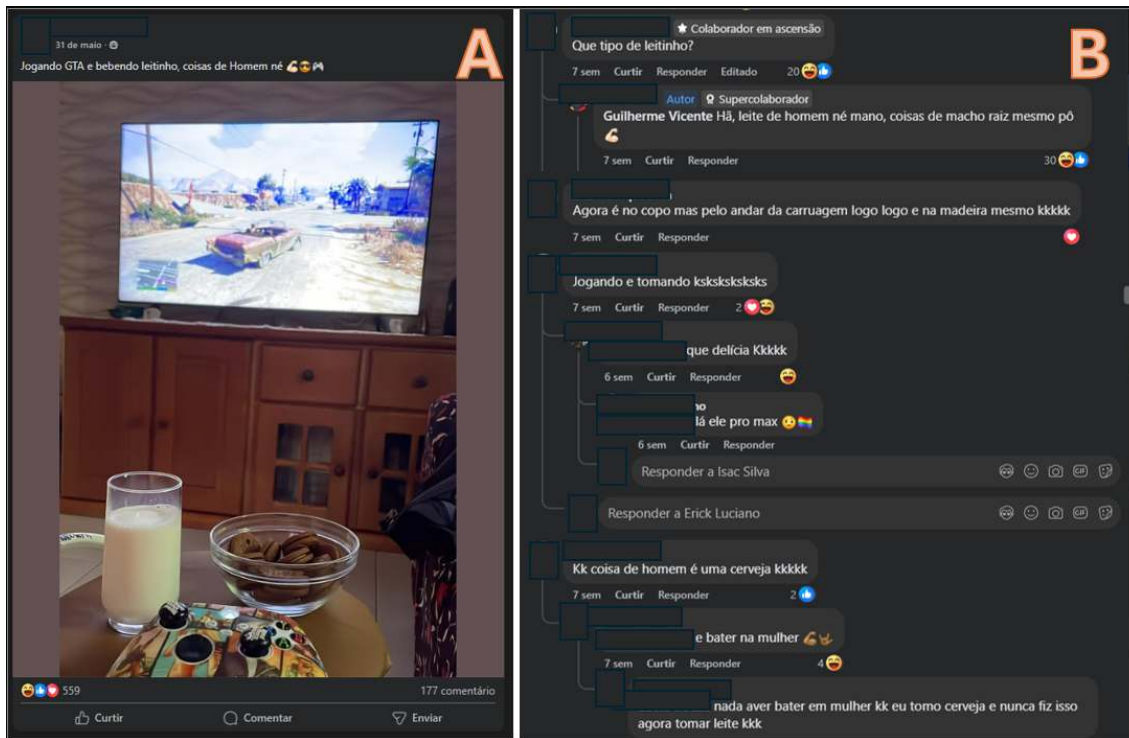 A
31 de maio
Jogando GTA e bebendo leitinho, coisas de Homem né 💪😎🎮
559
177 comentário
Curtir
Comentar
Enviar
B
Colaborador em ascensão
Que tipo de leitinho?
7 sem Curtir Responder Editado 20
Autor Supercolaborador
Guilherme Vicente Hã, leite de homem né mano, coisas de macho raiz mesmo pô
💪
7 sem Curtir Responder 30
Agora é no copo mas pelo andar da carruagem logo logo e na madeira mesmo kkkkk
7 sem Curtir Responder
Jogando e tomando ksksksksksks
7 sem Curtir Responder 2
que delícia Kkkkk
6 sem Curtir Responder
no
lá ele pro max 😥🏳️‍🌈
6 sem Curtir Responder
Responder a Isac Silva
Responder a Erick Luciano
Kk coisa de homem é uma cerveja kkkkk
7 sem Curtir Responder 2
e bater na mulher 💪🤟
7 sem Curtir Responder 4
nada aver bater em mulher kk eu tomo cerveja e nunca fiz isso
agora tomar leite kkk